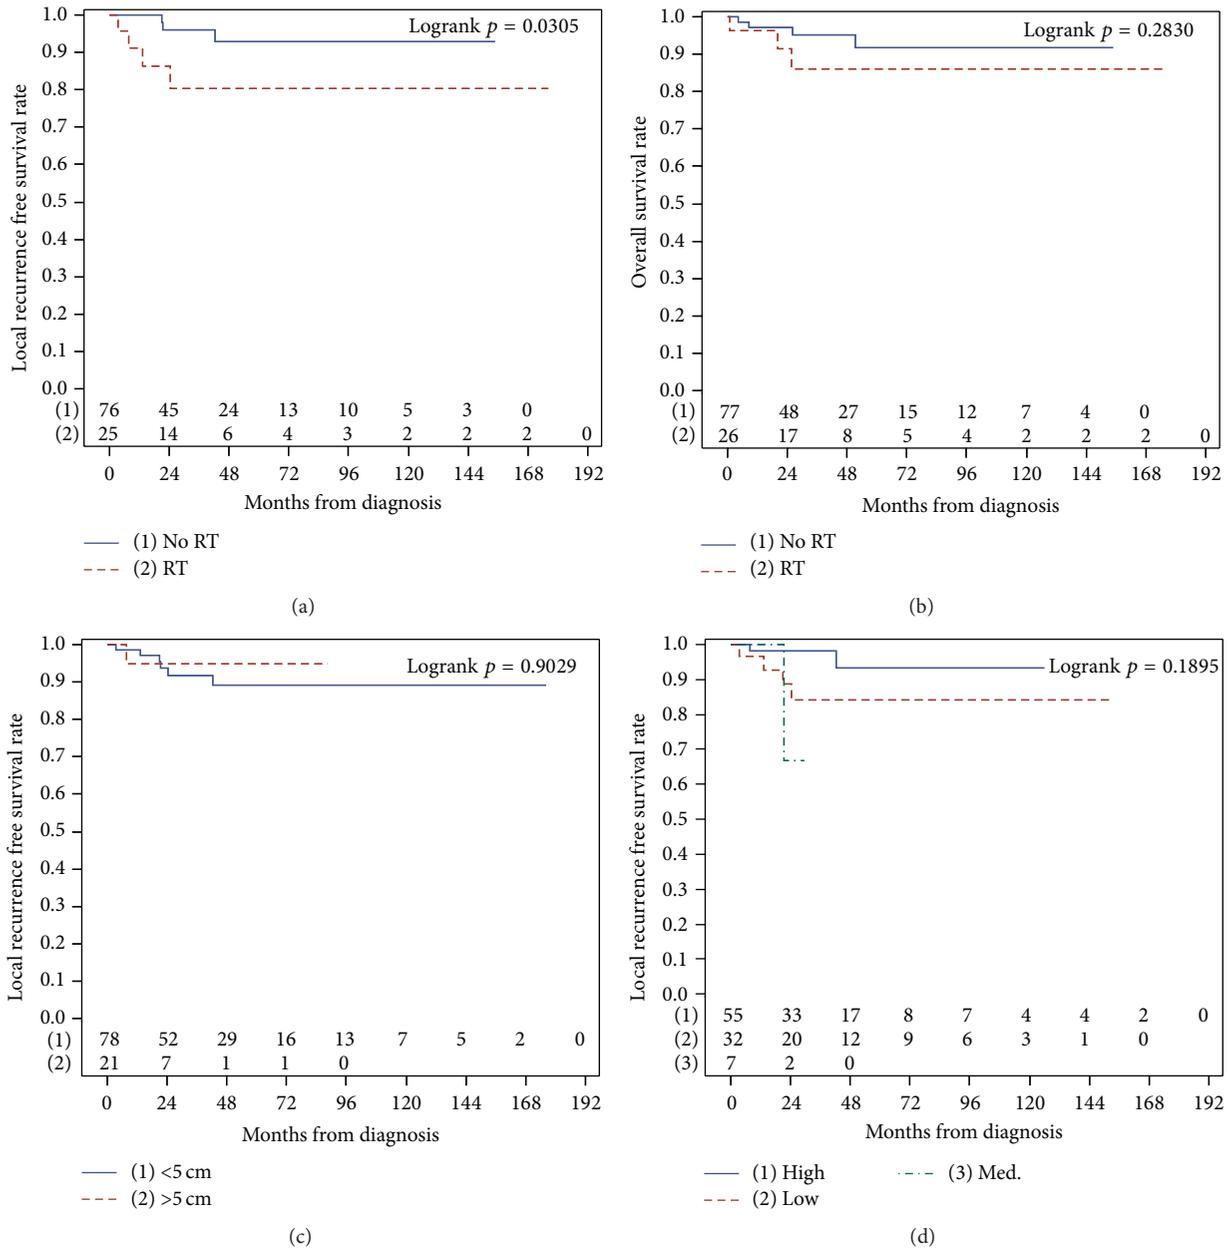 Local recurrence free survival rate
1.0
0.9
0.8
0.7
0.6
0.5
0.4
0.3
0.2
0.1
0.0
Logrank p = 0.0305
(1) 76 45 24 13 10 5 3 0
(2) 25 14 6 4 3 2 2 2 0
0 24 48 72 96 120 144 168 192
Months from diagnosis
(1) No RT
(2) RT
(a)
Overall survival rate
1.0
0.9
0.8
0.7
0.6
0.5
0.4
0.3
0.2
0.1
0.0
Logrank p = 0.2830
(1) 77 48 27 15 12 7 4 0
(2) 26 17 8 5 4 2 2 2 0
0 24 48 72 96 120 144 168 192
Months from diagnosis
(1) No RT
(2) RT
(b)
Local recurrence free survival rate
1.0
0.9
0.8
0.7
0.6
0.5
0.4
0.3
0.2
0.1
0.0
Logrank p = 0.9029
(1) 78 52 29 16 13 7 5 2 0
(2) 21 7 1 1 0
0 24 48 72 96 120 144 168 192
Months from diagnosis
(1) <5 cm
(2) >5 cm
(c)
Local recurrence free survival rate
1.0
0.9
0.8
0.7
0.6
0.5
0.4
0.3
0.2
0.1
0.0
Logrank p = 0.1895
(1) 55 33 17 8 7 4 4 2 0
(2) 32 20 12 9 6 3 1 0
(3) 7 2 0
0 24 48 72 96 120 144 168 192
Months from diagnosis
(1) High
(2) Low
(3) Med.
(d)